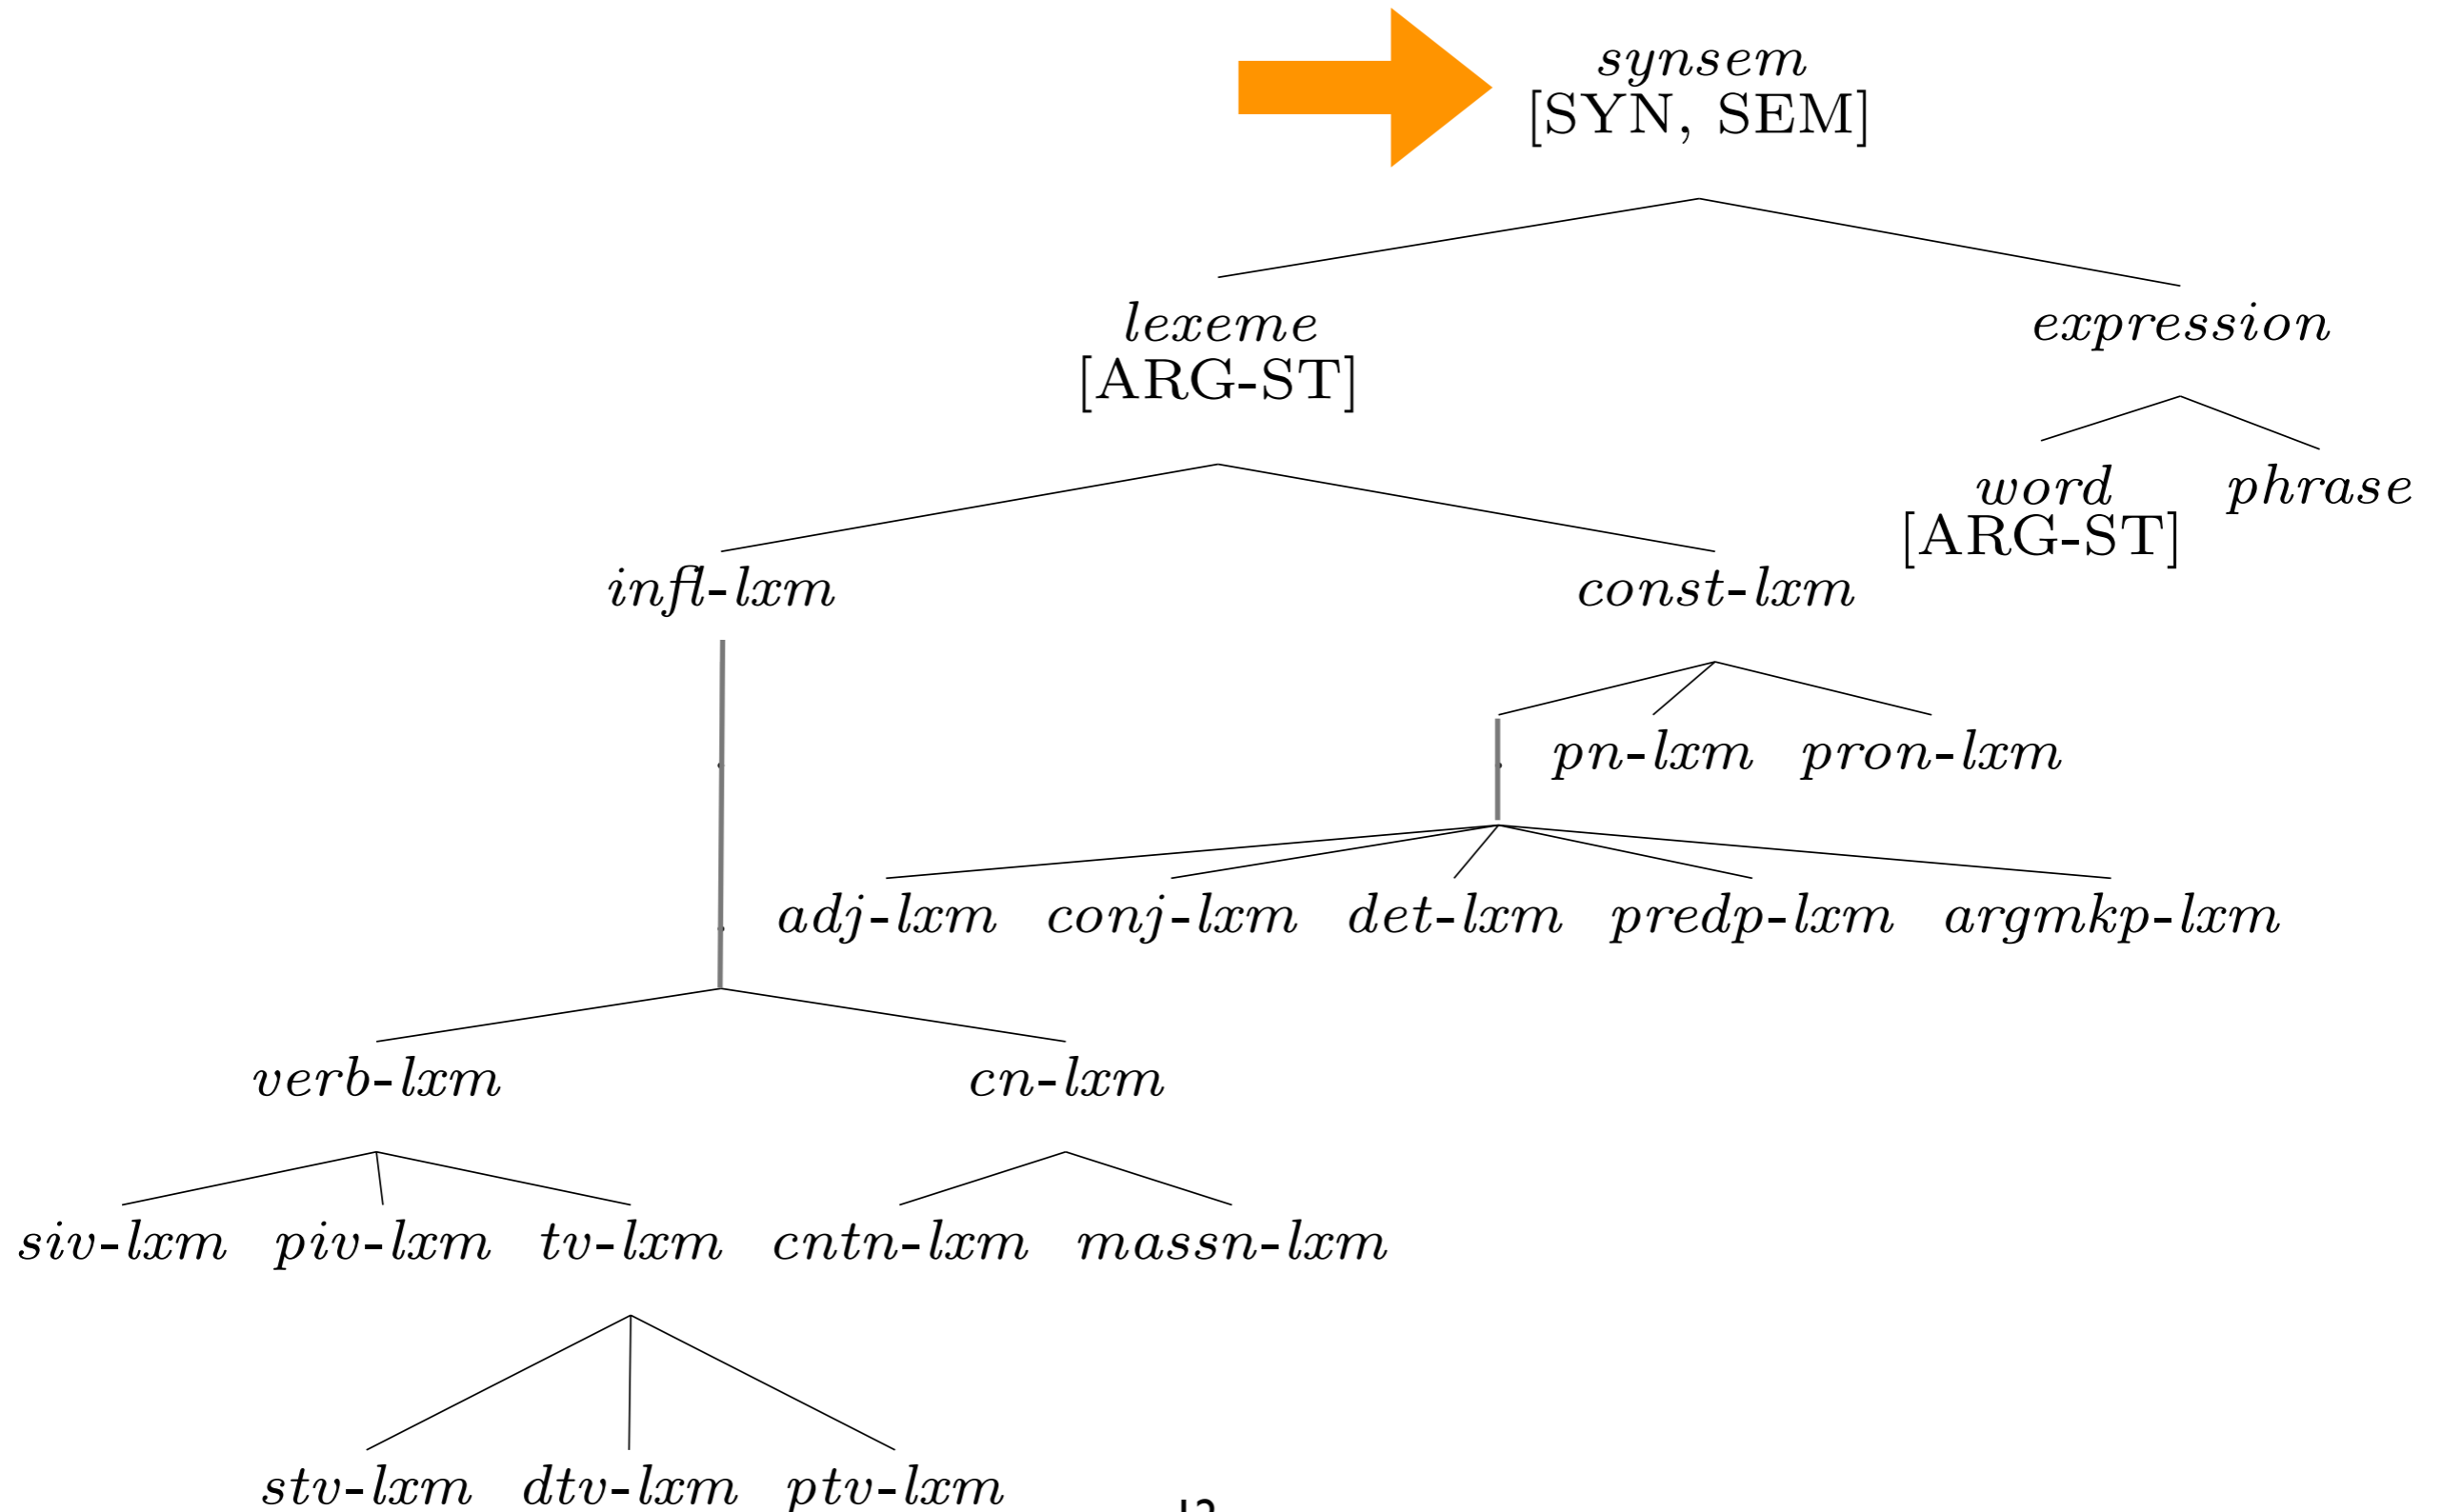 synsem
[SYN, SEM]
lexeme
[ARG-ST]
expression
word
[ARG-ST]
phrase
infl-lxm
const-lxm
pn-lxm
pron-lxm
adj-lxm
conj-lxm
det-lxm
predp-lxm
argmkp-lxm
verb-lxm
cn-lxm
siv-lxm
piv-lxm
tv-lxm
cntn-lxm
massn-lxm
stv-lxm
dtv-lxm
ptv-lxm